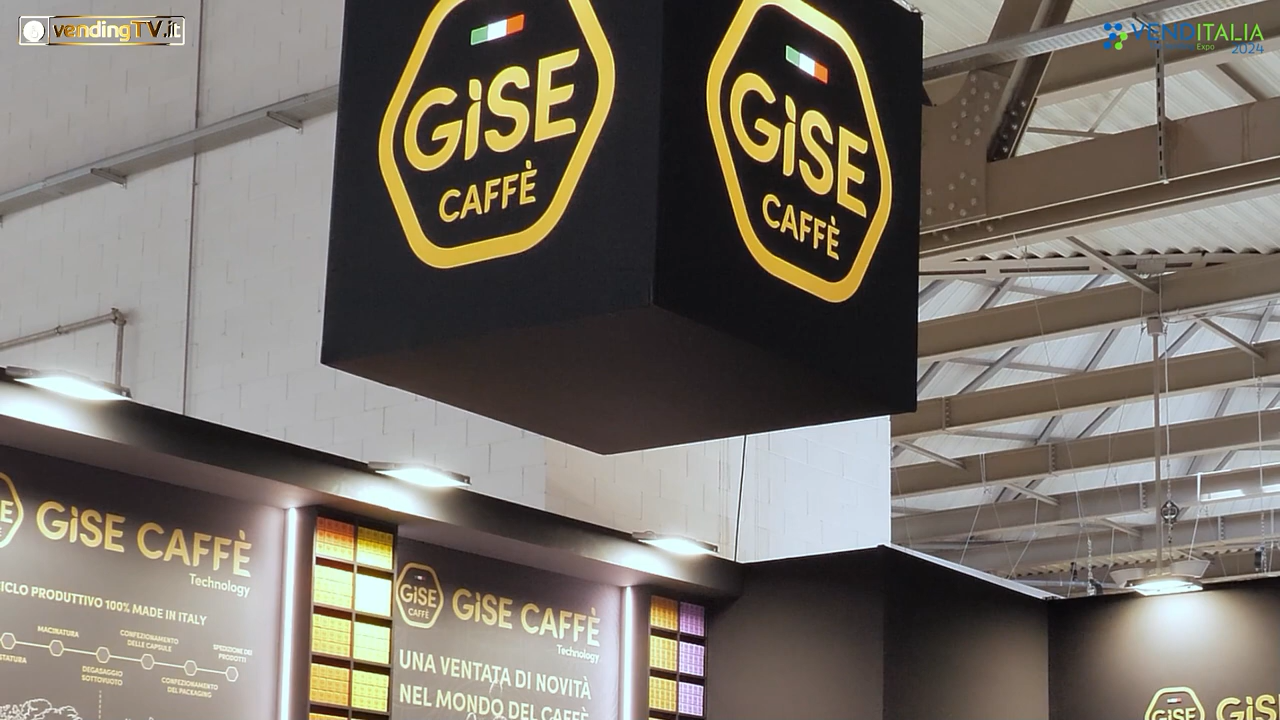 vendingTV.it
VENDITALIA
Expo
2024
GiSE
CAFFÈ
GiSE
CAFFÈ
GiSE CAFFÈ
Technology
CICLO PRODUTTIVO 100% MADE IN ITALY
MACINATURA
CONFEZIONAMENTO
DELLE CAPSULE
SPEDIZIONE DEI
PRODOTTI
DEGASAGGIO
SOTTOVUOTO
CONFEZIONAMENTO
DEL PACKAGING
GiSE
CAFFÈ
GiSE CAFFÈ
Technology
UNA VENTATA DI NOVITÀ
NEL MONDO DEL CAFFÈ
GiSE